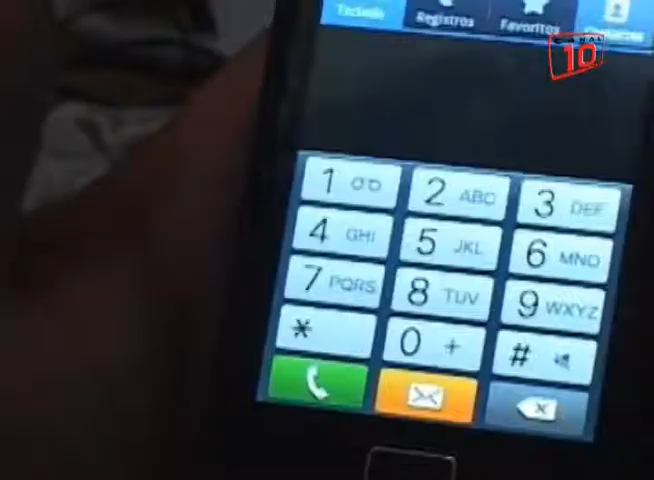 Teclado Registros Favoritos
CANAL
10
1
2 ABC
3 DEF
4 GHI
5 JKL
6 MNO
7 PQRS
8 TUV
9 WXYZ
*
0 +
#